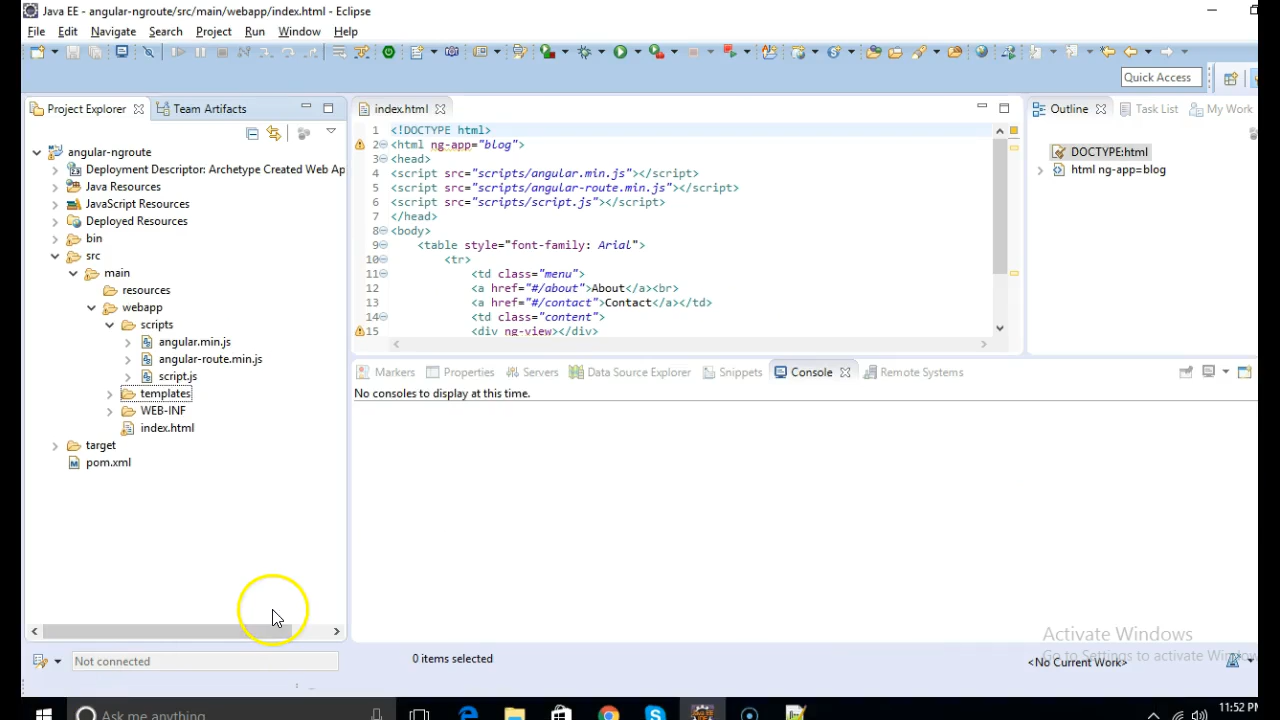 Java EE - angular-ngroute/src/main/webapp/index.html - Eclipse
File Edit Navigate Search Project Run Window Help
Quick Access
Project Explorer
Team Artifacts
angular-ngroute
Deployment Descriptor: Archetype Created Web Ap
Java Resources
JavaScript Resources
Deployed Resources
bin
src
main
resources
webapp
scripts
angular.min.js
angular-route.min.js
script.js
templates
WEB-INF
index.html
target
pom.xml
Not connected
index.html
1 <!DOCTYPE html>
2 <html ng-app="blog">
3 <head>
4 <script src="scripts/angular.min.js"></script>
5 <script src="scripts/angular-route.min.js"></script>
6 <script src="scripts/script.js"></script>
7 </head>
8 <body>
9 <table style="font-family: Arial">
10 <tr>
11 <td class="menu">
12 <a href="#/about">About</a><br>
13 <a href="#/contact">Contact</a></td>
14 <td class="content">
15 <div ng-view></div>
Outline Task List My Work
DOCTYPE:html
html ng-app=blog
Markers Properties Servers Data Source Explorer Snippets Console Remote Systems
No consoles to display at this time.
Activate Windows
Go to Settings to activate Windows
0 items selected
<No Current Work>
Ask me anything
11:52 PM